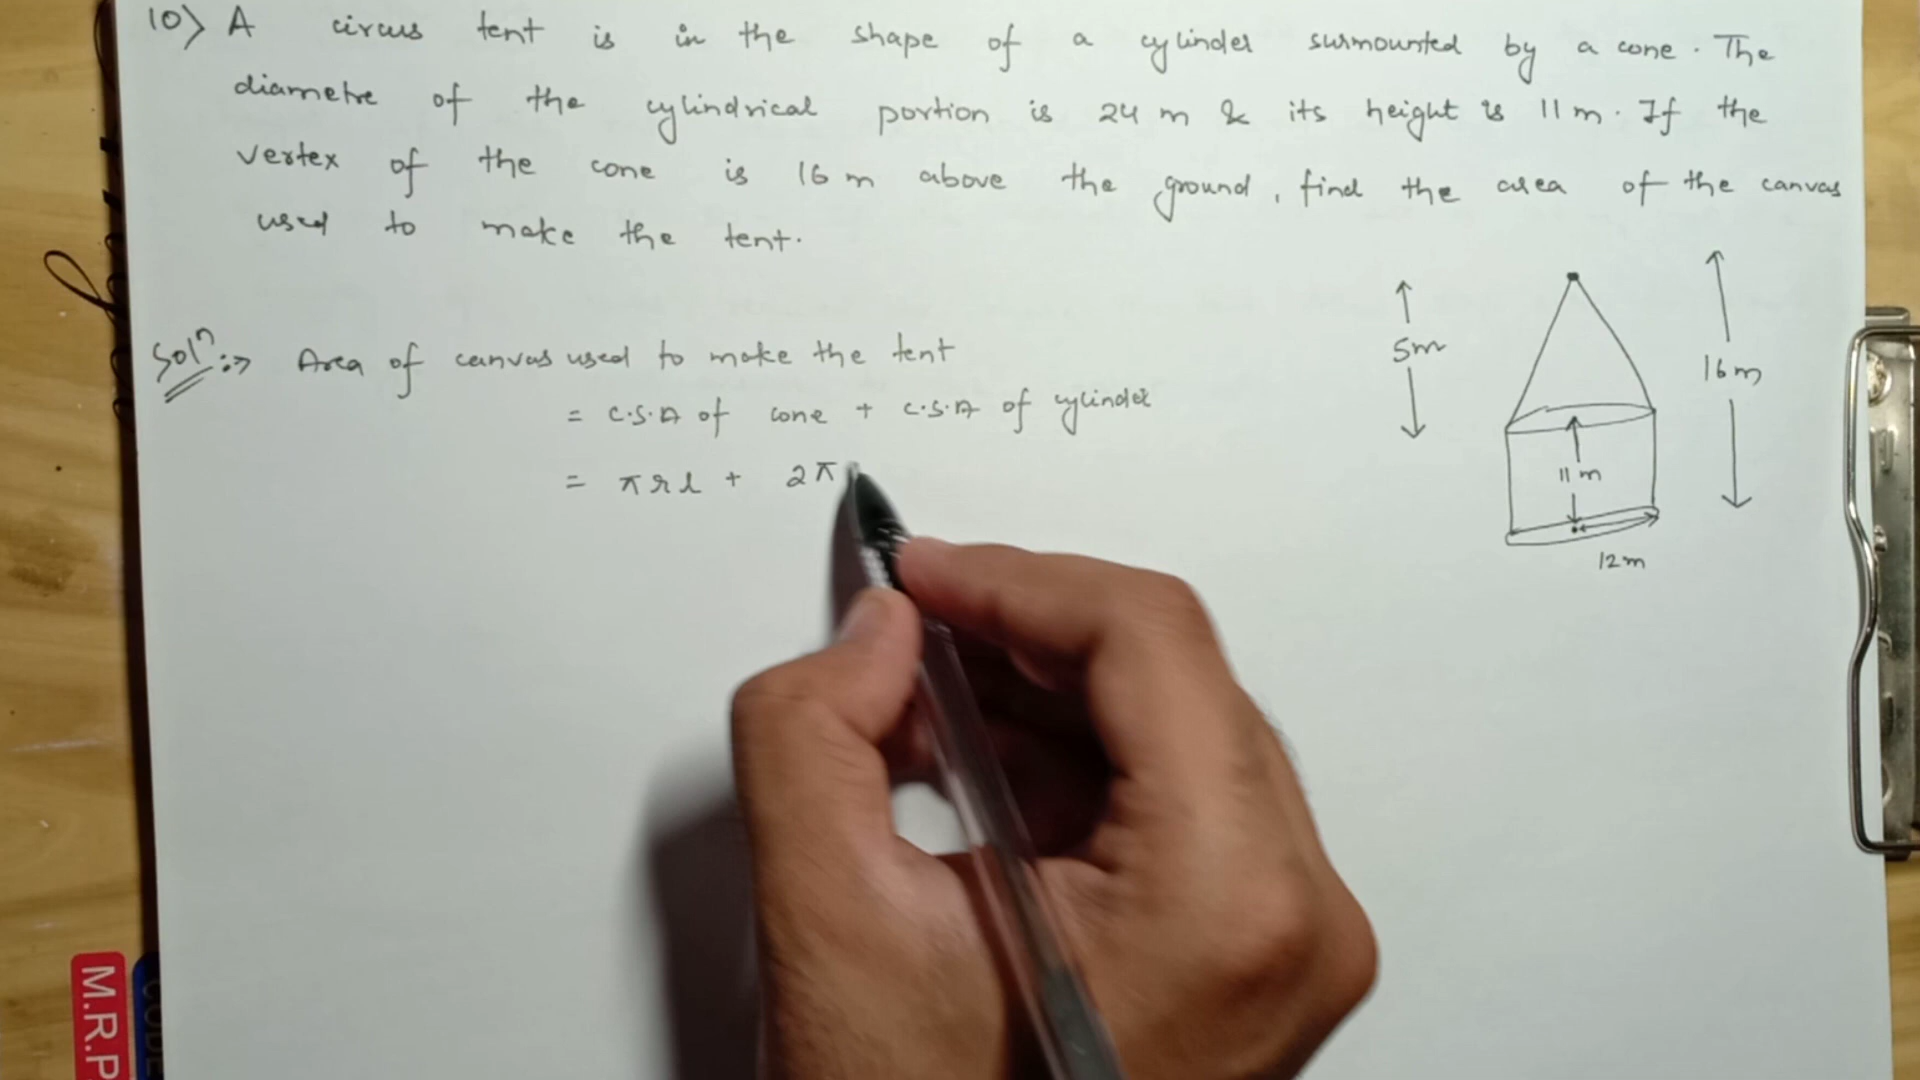 10) A circus tent is in the shape of a cylinder surmounted by a cone. The
diametre of the cylindrical portion is 24 m & its height is 11 m. If the
vertex of the cone is 16 m above the ground, find the area of the canvas
used to make the tent.
Solⁿ :→ Area of canvas used to make the tent
= C.S.A of cone + C.S.A of cylinder
= πrl + 2π
5m
16m
11 m
12m
M.R.P
CODE